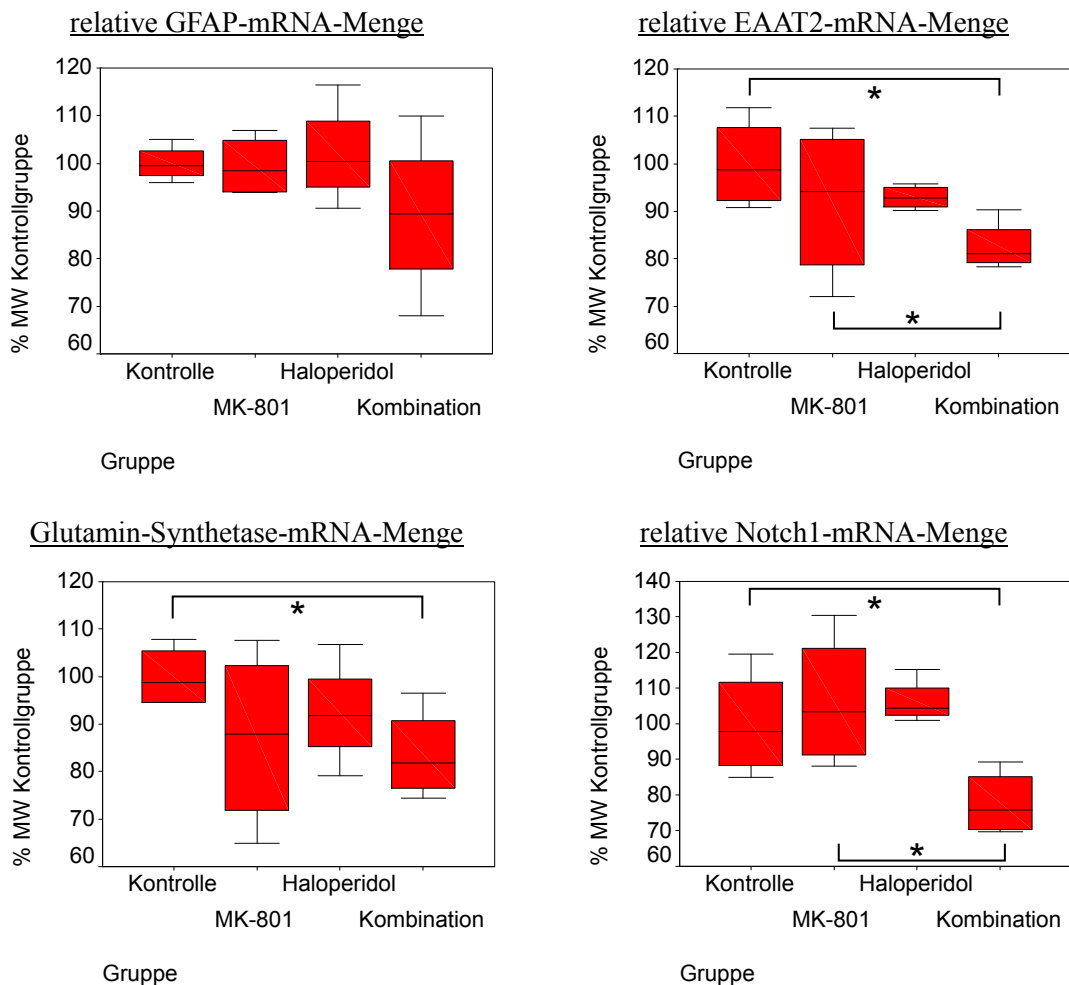 relative GFAP-mRNA-Menge
% MW Kontrollgruppe
120
110
100
90
80
70
60
Kontrolle
MK-801
Haloperidol
Kombination
Gruppe
relative EAAT2-mRNA-Menge
% MW Kontrollgruppe
120
110
100
90
80
70
60
*
*
Kontrolle
MK-801
Haloperidol
Kombination
Gruppe
Glutamin-Synthetase-mRNA-Menge
% MW Kontrollgruppe
120
110
100
90
80
70
60
*
Kontrolle
MK-801
Haloperidol
Kombination
Gruppe
relative Notch1-mRNA-Menge
% MW Kontrollgruppe
140
130
120
110
100
90
80
70
60
*
*
Kontrolle
MK-801
Haloperidol
Kombination
Gruppe